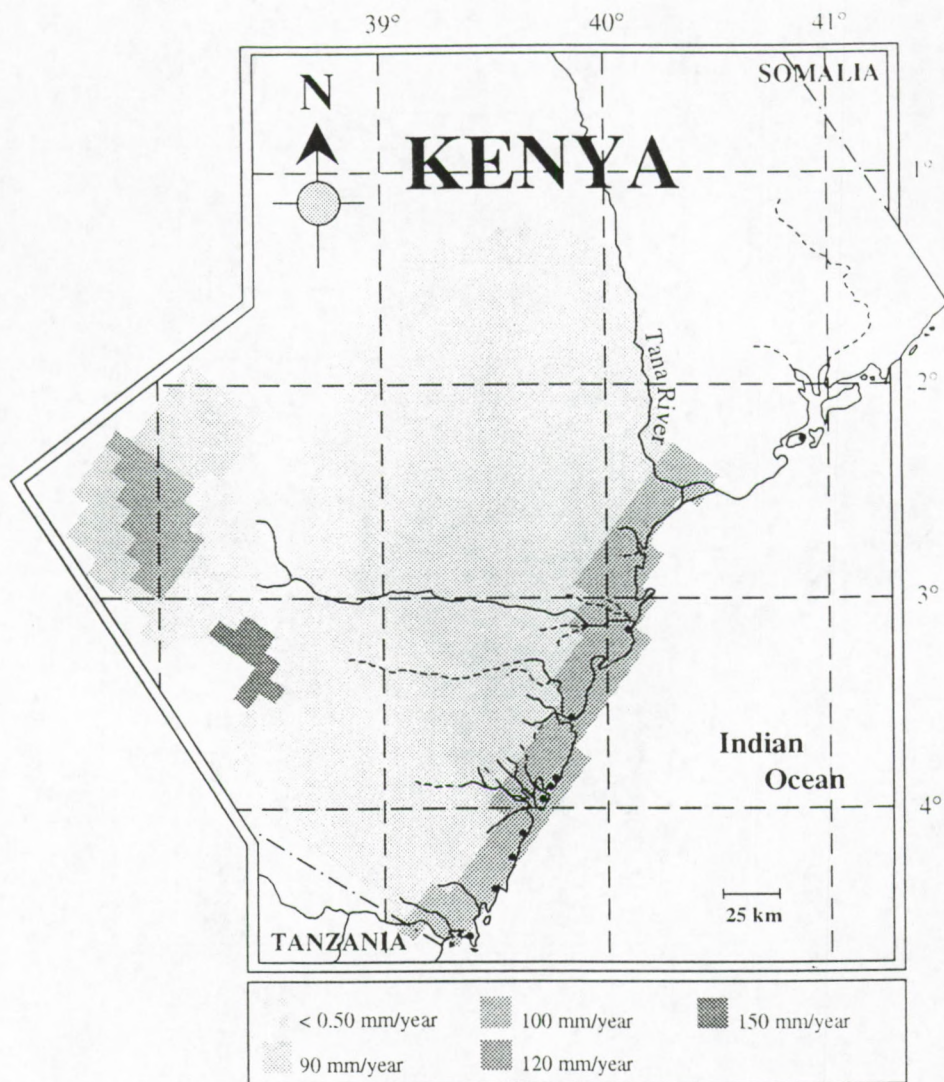 39° 40° 41°
SOMALIA
N
KENYA
1°
Tana River
2°
3°
Indian
Ocean
4°
25 km
TANZANIA
< 0.50 mm/year 100 mm/year 150 mm/year
90 mm/year 120 mm/year